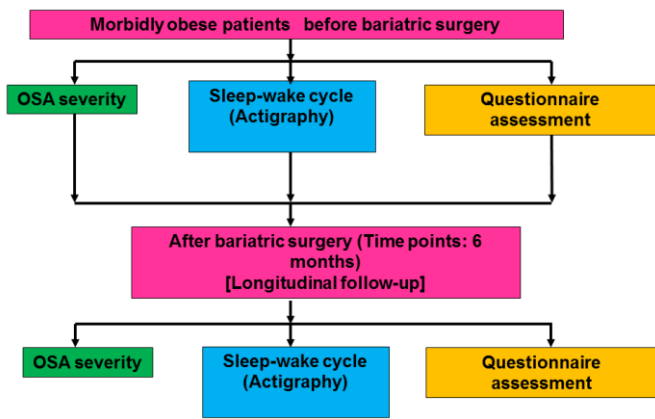 Morbidly obese patients before bariatric surgery
OSA severity
Sleep-wake cycle
(Actigraphy)
Questionnaire
assessment
After bariatric surgery (Time points: 6
months)
[Longitudinal follow-up]
OSA severity
Sleep-wake cycle
(Actigraphy)
Questionnaire
assessment